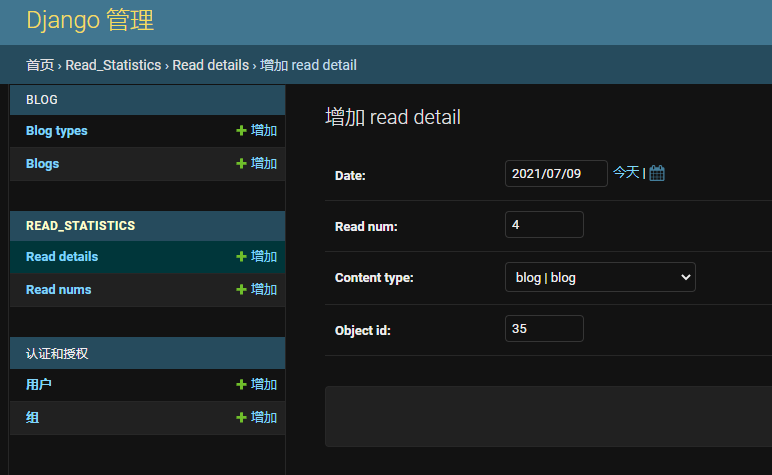 Django 管理
首页 › Read_Statistics › Read details › 增加 read detail
BLOG
Blog types + 增加
Blogs + 增加
READ_STATISTICS
Read details + 增加
Read nums + 增加
认证和授权
用户 + 增加
组 + 增加
增加 read detail
Date: 2021/07/09 今天 |
Read num: 4
Content type: blog | blog
Object id: 35